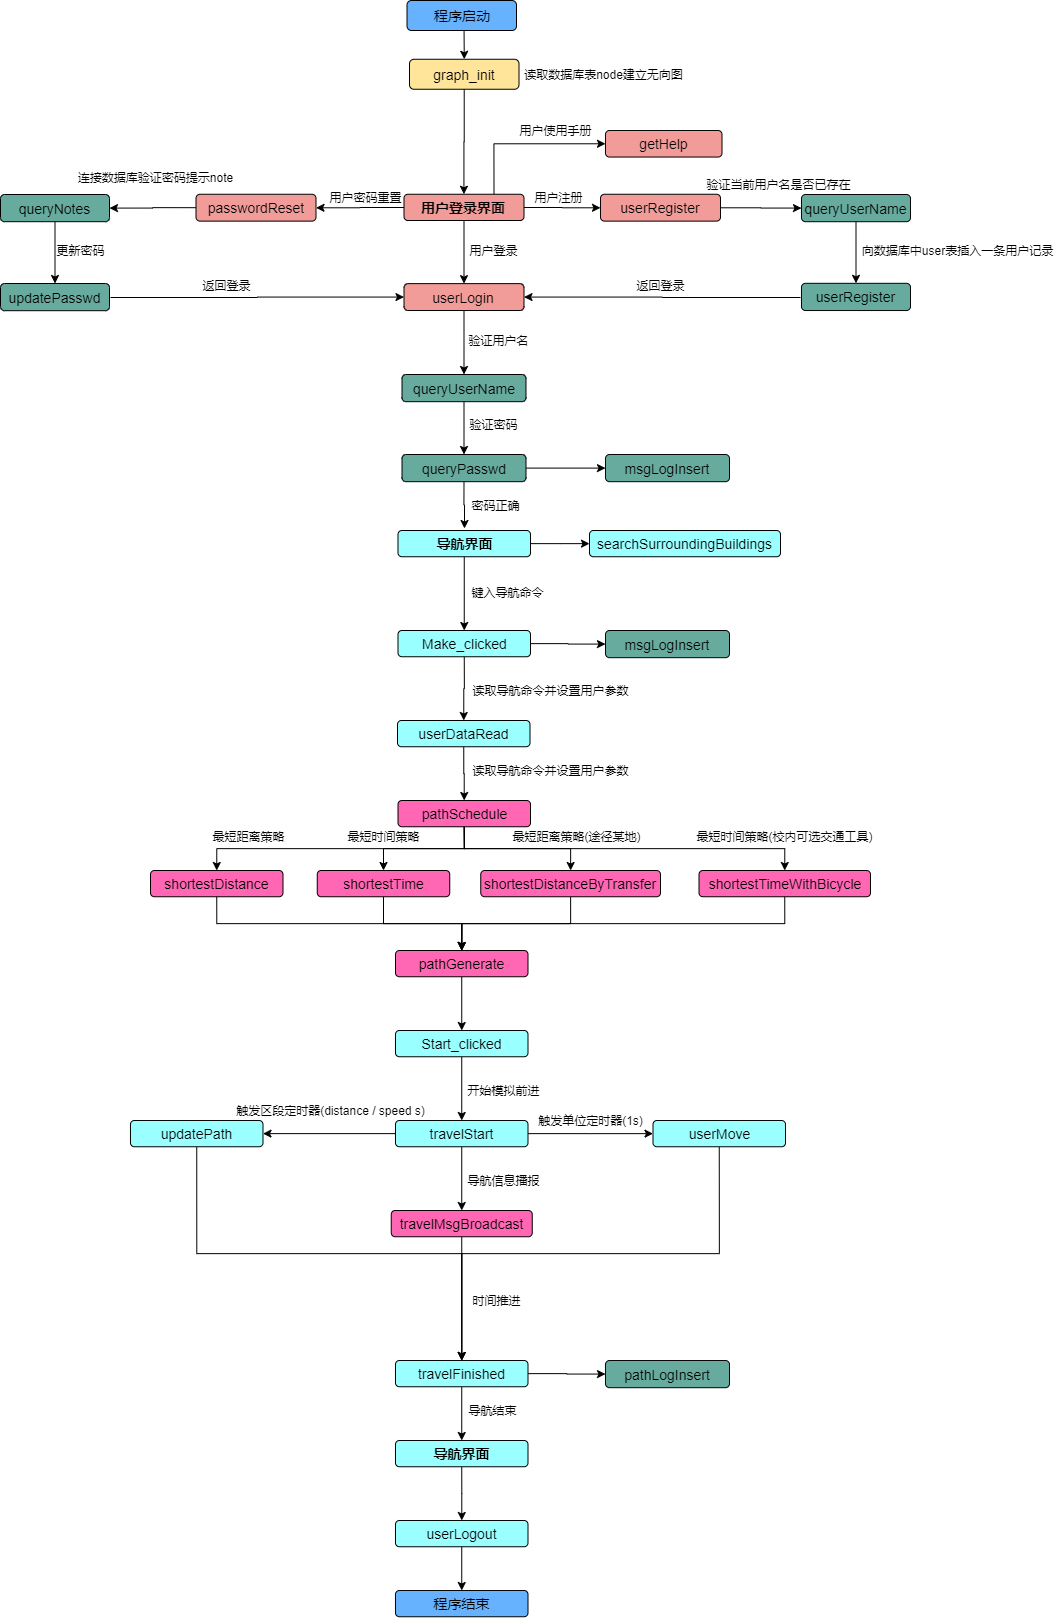 程序启动
graph_init
读取数据库表node建立无向图
用户使用手册
getHelp
连接数据库验证密码提示note
验证当前用户名是否已存在
queryNotes
passwordReset
用户密码重置
用户登录界面
用户注册
userRegister
queryUserName
更新密码
用户登录
向数据库中user表插入一条用户记录
updatePasswd
返回登录
userLogin
返回登录
userRegister
验证用户名
queryUserName
验证密码
queryPasswd
msgLogInsert
密码正确
导航界面
searchSurroundingBuildings
键入导航命令
Make_clicked
msgLogInsert
读取导航命令并设置用户参数
userDataRead
读取导航命令并设置用户参数
pathSchedule
最短距离策略
最短时间策略
最短距离策略(途径某地)
最短时间策略(校内可选交通工具)
shortestDistance
shortestTime
shortestDistanceByTransfer
shortestTimeWithBicycle
pathGenerate
Start_clicked
开始模拟前进
触发区段定时器(distance / speed s)
触发单位定时器(1s)
updatePath
travelStart
userMove
导航信息播报
travelMsgBroadcast
时间推进
travelFinished
pathLogInsert
导航结束
导航界面
userLogout
程序结束